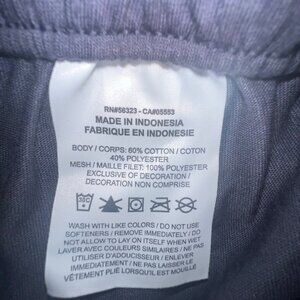 RN#56323 - CA#05553
MADE IN INDONESIA
FABRIQUE EN INDONESIE
BODY / CORPS: 60% COTTON / COTON
40% POLYESTER
MESH / MAILLE FILET: 100% POLYESTER
EXCLUSIVE OF DECORATION /
DECORATION NON COMPRISE
30C
WASH WITH LIKE COLORS / DO NOT USE
SOFTENERS / REMOVE IMMEDIATELY / DO
NOT ALLOW TO LAY ON ITSELF WHEN WET
LAVER AVEC COULEURS SIMILAIRES / NE PAS
UTILISER D'ADOUCISSEUR / ENLEVER
IMMEDIATEMENT / NE PAS LAISSER LE
VÊTEMENT PLIÉ LORSQU'IL EST MOUILLÉ